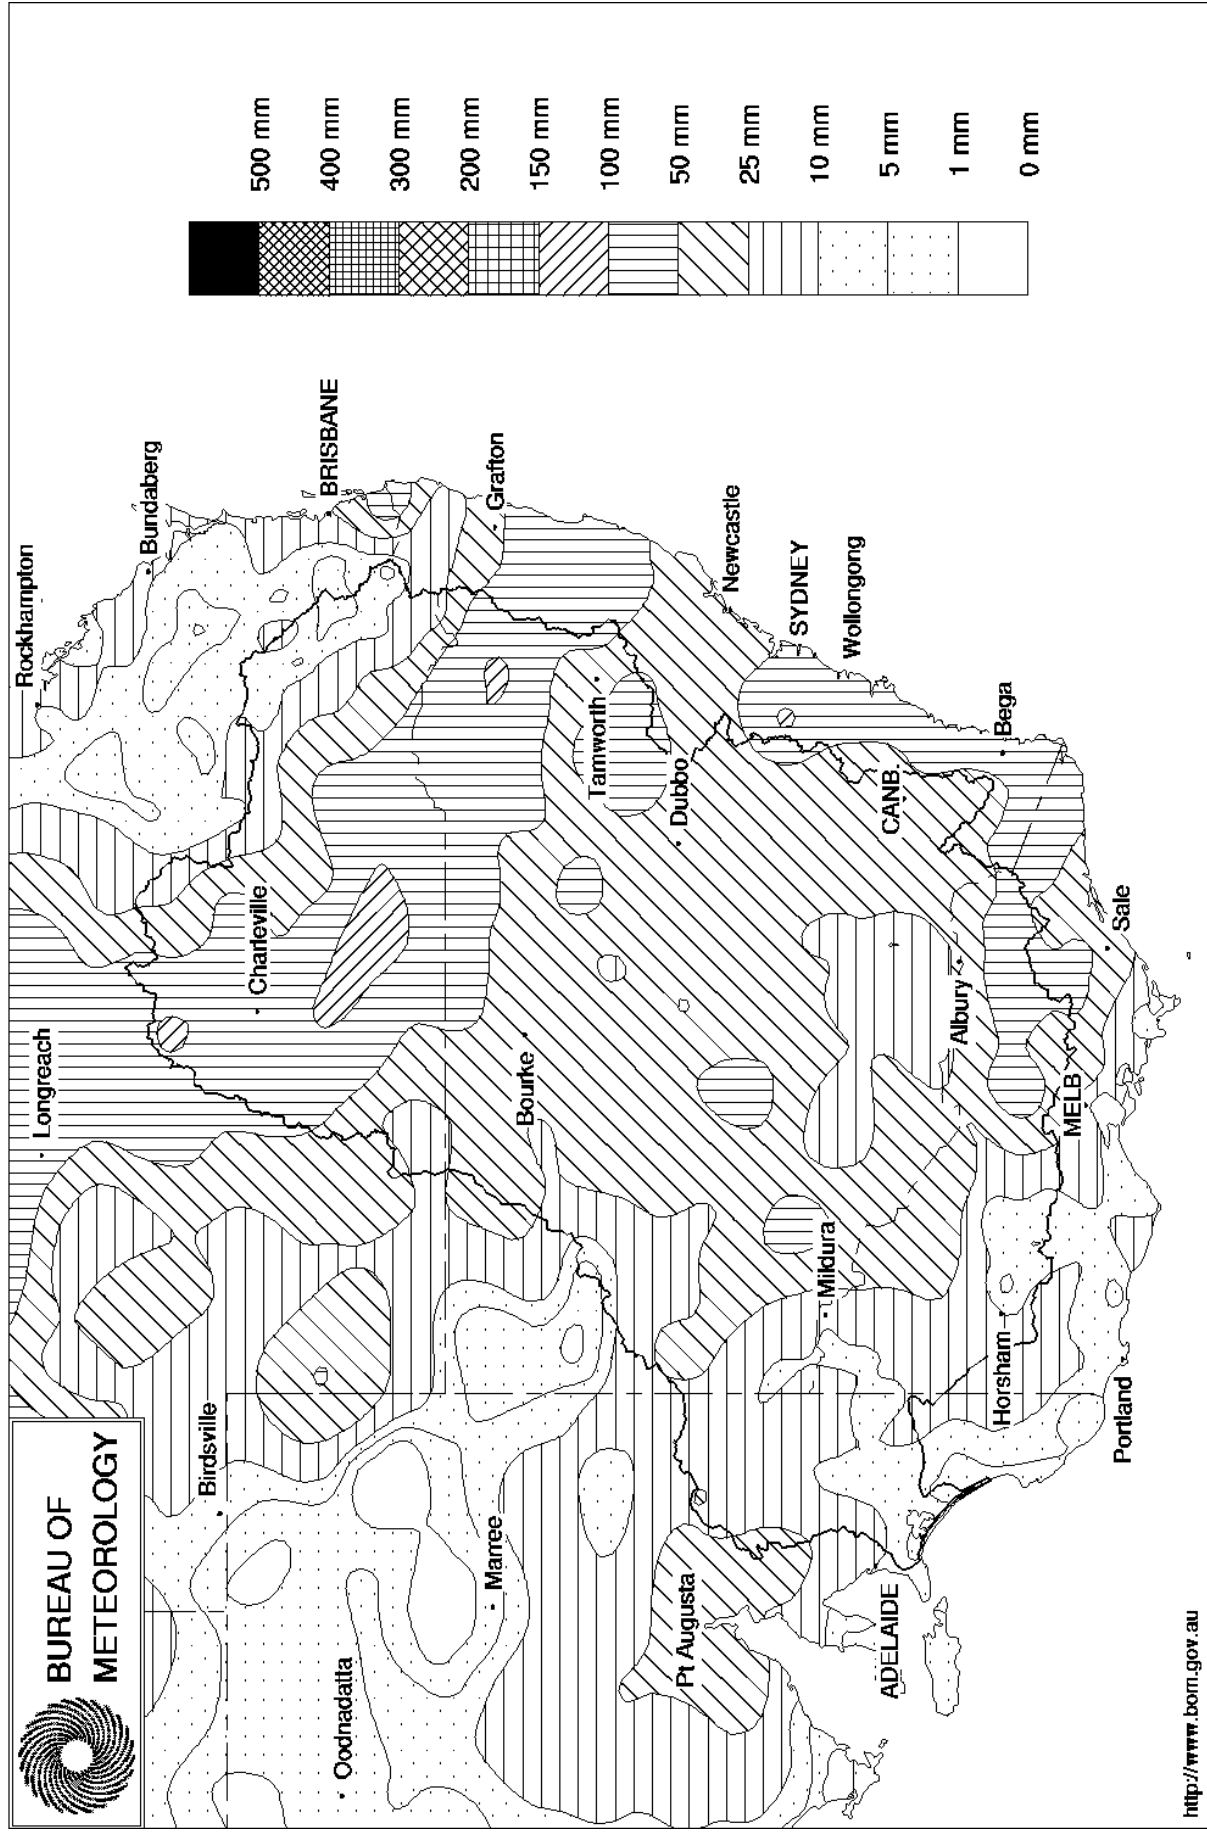 BUREAU OF
METEOROLOGY
500 mm
400 mm
300 mm
200 mm
150 mm
100 mm
50 mm
25 mm
10 mm
5 mm
1 mm
0 mm
Rockhampton
Bundaberg
BRISBANE
Grafton
Newcastle
SYDNEY
Wollongong
Bega
Longreach
Charleville
Tamworth
Dubbo
CANB.
Bourke
Albury
Sale
MELB
Birdsville
Mildura
Horsham
Portland
Oodnadatta
Marree
Pt Augusta
ADELAIDE
http://www.bom.gov.au